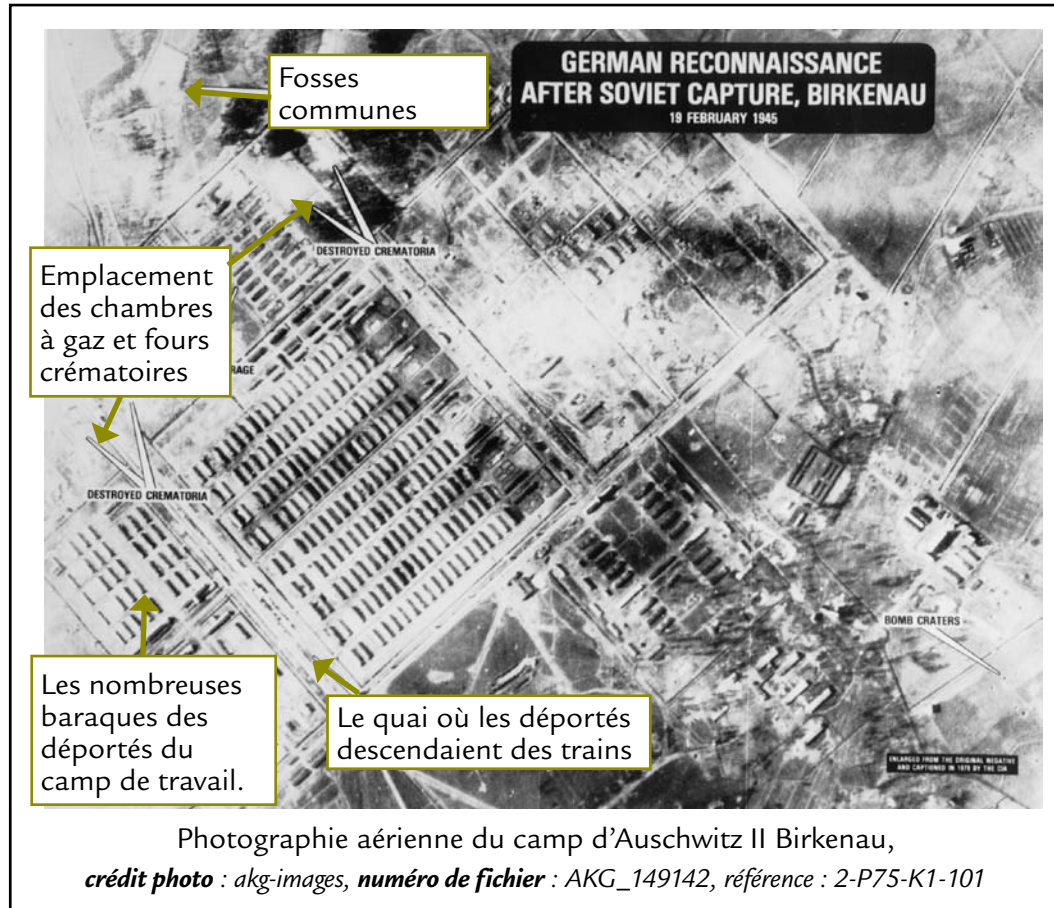 GERMAN RECONNAISSANCE
AFTER SOVIET CAPTURE, BIRKENAU
19 FEBRUARY 1945
Fosses
communes
DESTROYED CREMATORIA
Emplacement
des chambres
à gaz et fours
crématoires
RAGE
DESTROYED CREMATORIA
BOMB CRATERS
Les nombreuses
baraques des
déportés du
camp de travail.
Le quai où les déportés
descendaient des trains
ENLARGED FROM THE ORIGINAL NEGATIVE
AND CAPTIONED IN 1978 BY THE CIA
Photographie aérienne du camp d'Auschwitz II Birkenau,
crédit photo : akg-images, numéro de fichier : AKG_149142, référence : 2-P75-K1-101